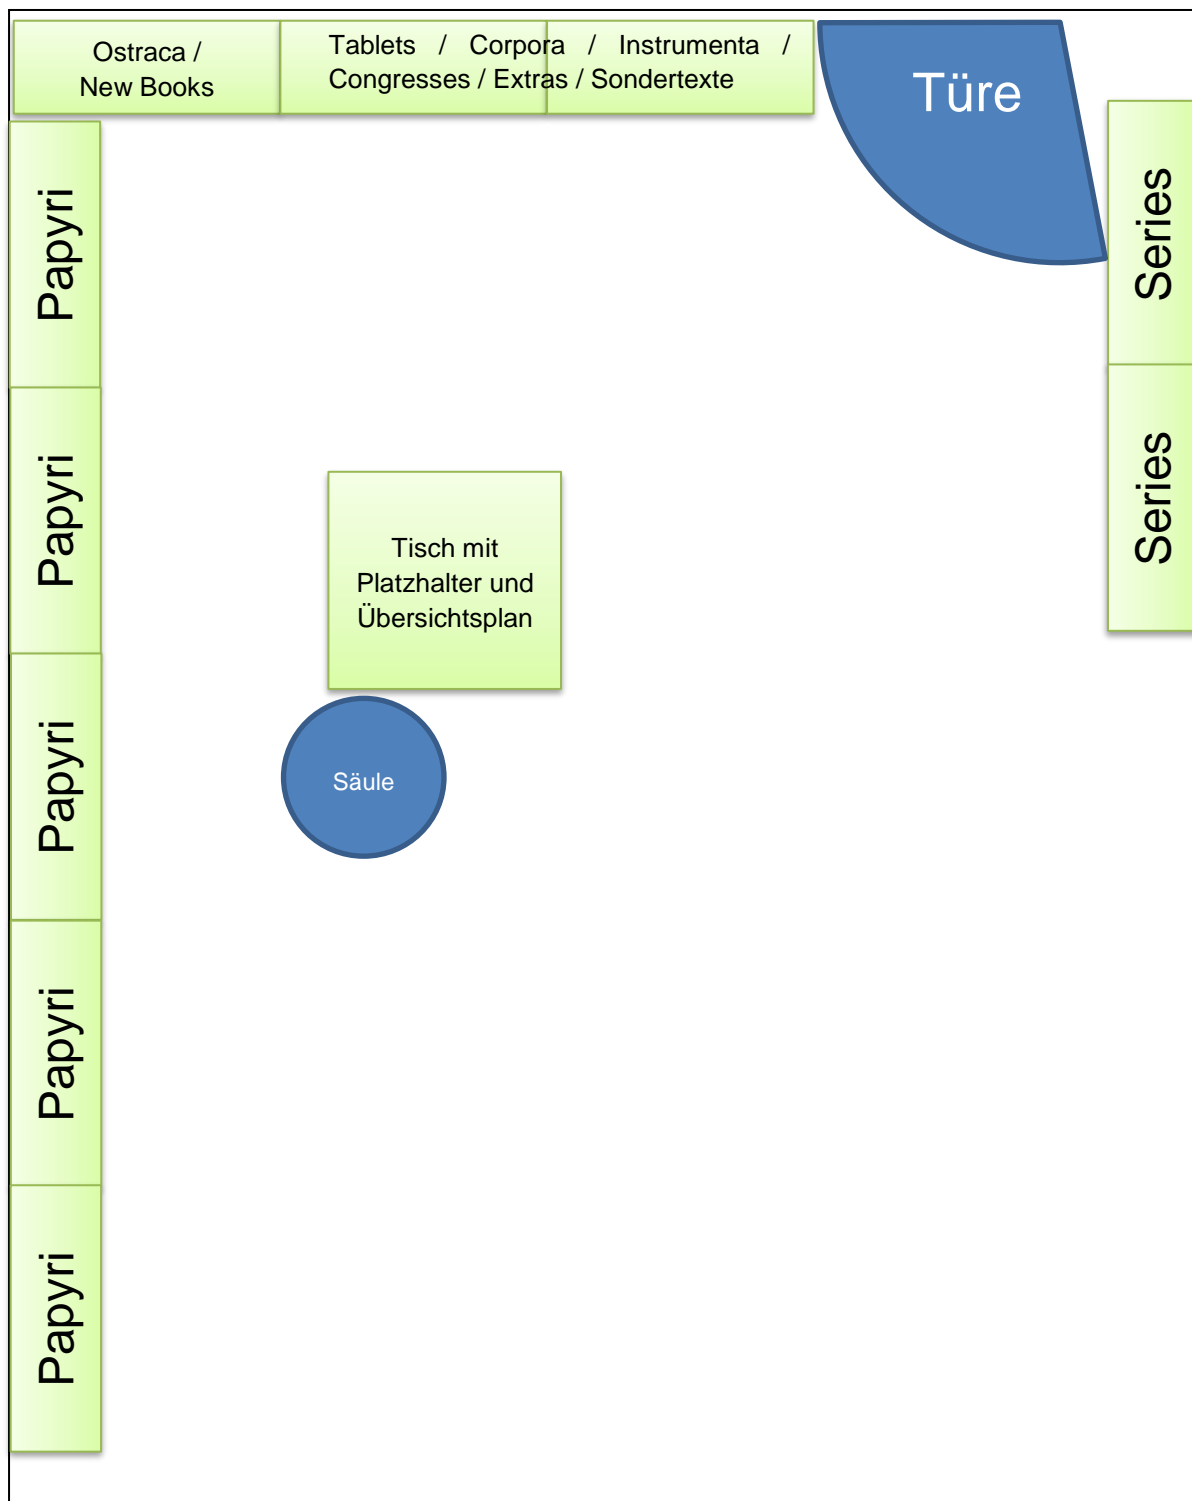 Ostraca /
New Books
Tablets / Corpora / Instrumenta /
Congresses / Extras / Sondertexte
Türe
Papyri
Series
Papyri
Series
Tisch mit
Platzhalter und
Übersichtsplan
Papyri
Säule
Papyri
Papyri